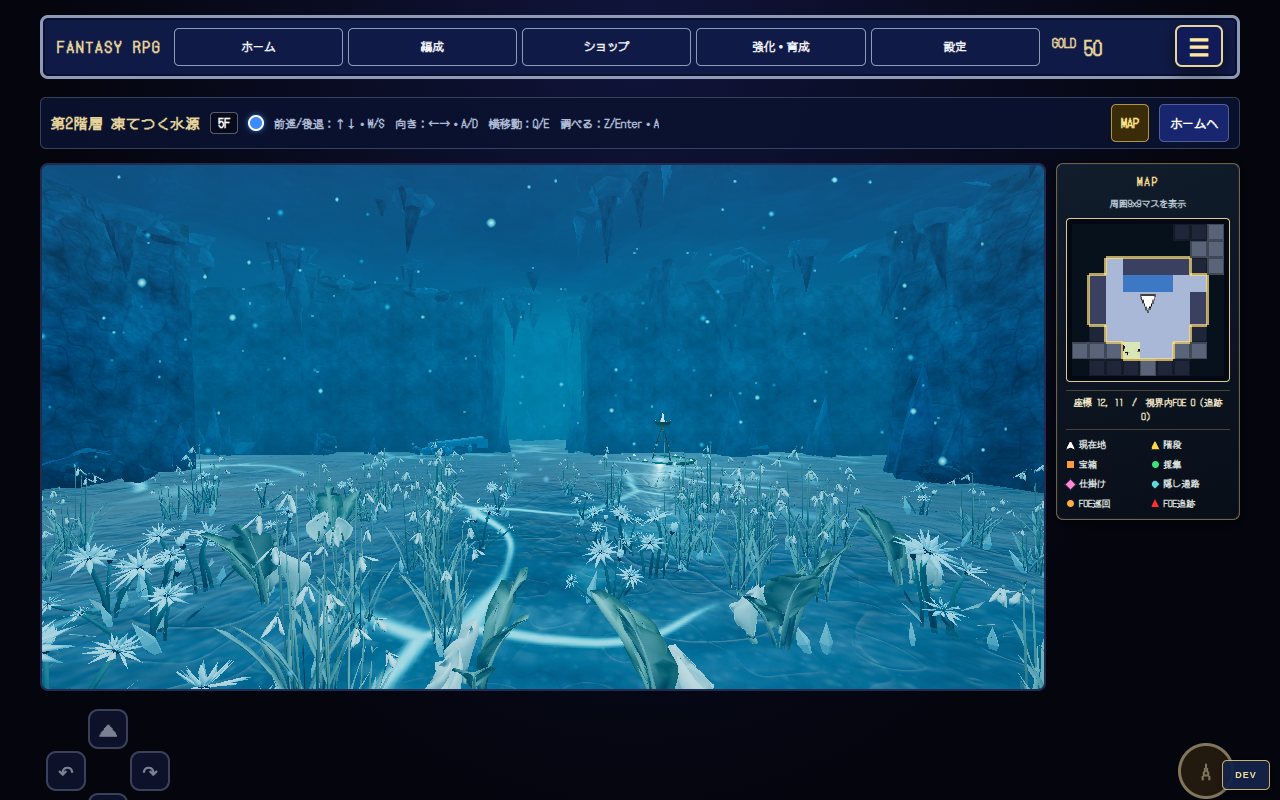 FANTASY RPG
ホーム
編成
ショップ
強化・育成
設定
GOLD 50
第2階層 凍てつく水源
5F
前進/後退：↑↓・W/S 向き：←→・A/D 横移動：Q/E 調べる：Z/Enter・A
MAP
ホームへ
MAP
周囲9x9マスを表示
座標 12, 11 / 視界内FOE 0（追跡
0）
現在地
階段
宝箱
採集
仕掛け
隠し通路
FOE巡回
FOE追跡
A
DEV